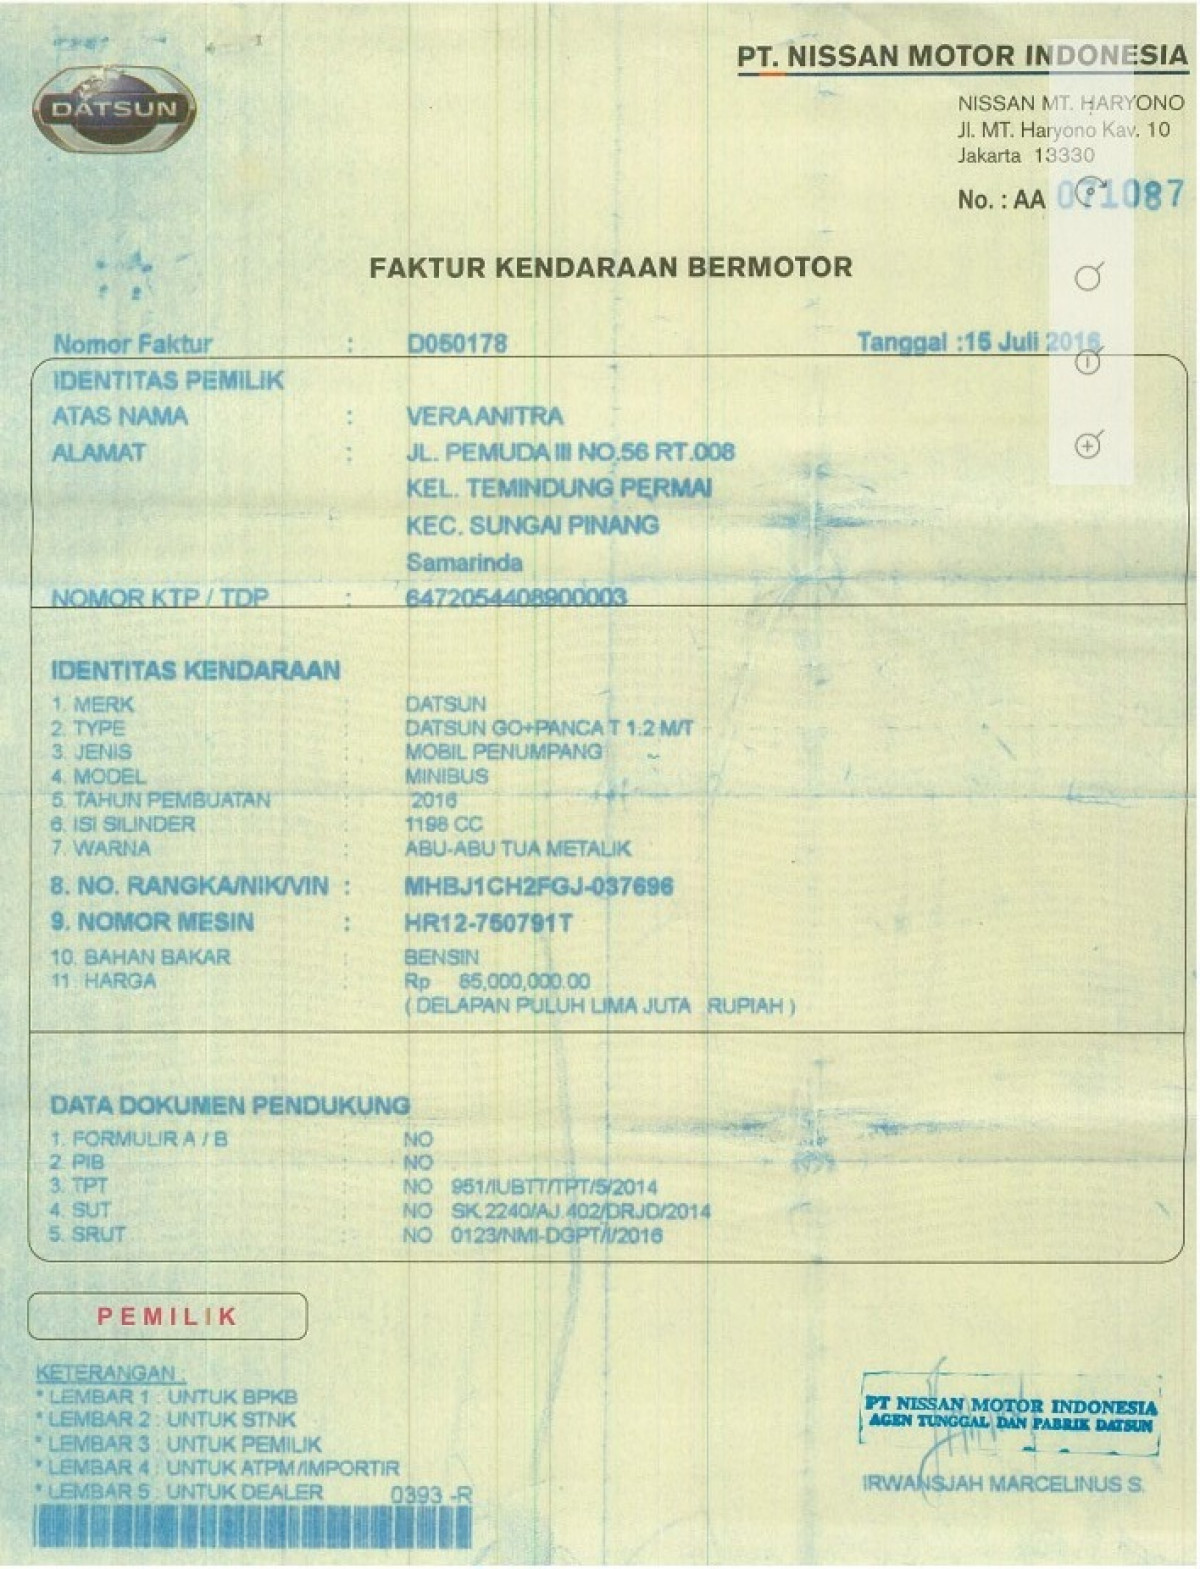 DATSUN
PT. NISSAN MOTOR INDONESIA
NISSAN MT. HARYONO
Jl. MT. Haryono Kav. 10
Jakarta 13330
No. : AA 071087
FAKTUR KENDARAAN BERMOTOR
Nomor Faktur : D050178 Tanggal :15 Juli 2016
IDENTITAS PEMILIK
ATAS NAMA : VERAANITRA
ALAMAT : JL. PEMUDA III NO.56 RT.008
KEL. TEMINDUNG PERMAI
KEC. SUNGAI PINANG
Samarinda
NOMOR KTP / TDP : 6472054408900003
IDENTITAS KENDARAAN
1. MERK : DATSUN
2. TYPE : DATSUN GO+PANCA T 1.2 M/T
3. JENIS : MOBIL PENUMPANG
4. MODEL : MINIBUS
5. TAHUN PEMBUATAN : 2016
6. ISI SILINDER : 1198 CC
7. WARNA : ABU-ABU TUA METALIK
8. NO. RANGKA/NIK/VIN : MHBJ1CH2FGJ-037696
9. NOMOR MESIN : HR12-750791T
10. BAHAN BAKAR : BENSIN
11. HARGA : Rp 85,000,000.00
( DELAPAN PULUH LIMA JUTA RUPIAH )
DATA DOKUMEN PENDUKUNG
1. FORMULIR A / B : NO
2. PIB : NO
3. TPT : NO 951/IUBTT/TPT/5/2014
4. SUT : NO SK.2240/AJ.402/DRJD/2014
5. SRUT : NO 0123/NMI-DGPT/I/2016
PEMILIK
KETERANGAN :
* LEMBAR 1 : UNTUK BPKB
* LEMBAR 2 : UNTUK STNK
* LEMBAR 3 : UNTUK PEMILIK
* LEMBAR 4 : UNTUK ATPM/IMPORTIR
* LEMBAR 5 : UNTUK DEALER 0393 -R
PT NISSAN MOTOR INDONESIA
AGEN TUNGGAL DAN PABRIK DATSUN
IRWANSJAH MARCELINUS S.